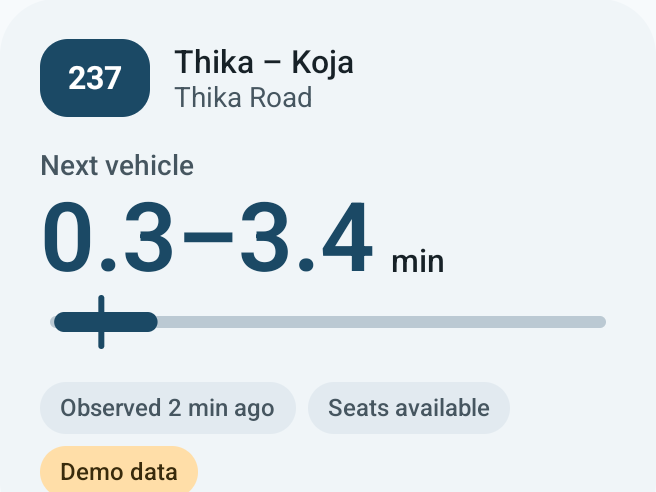 237
Thika – Koja
Thika Road
Next vehicle
0.3–3.4 min
Observed 2 min ago
Seats available
Demo data